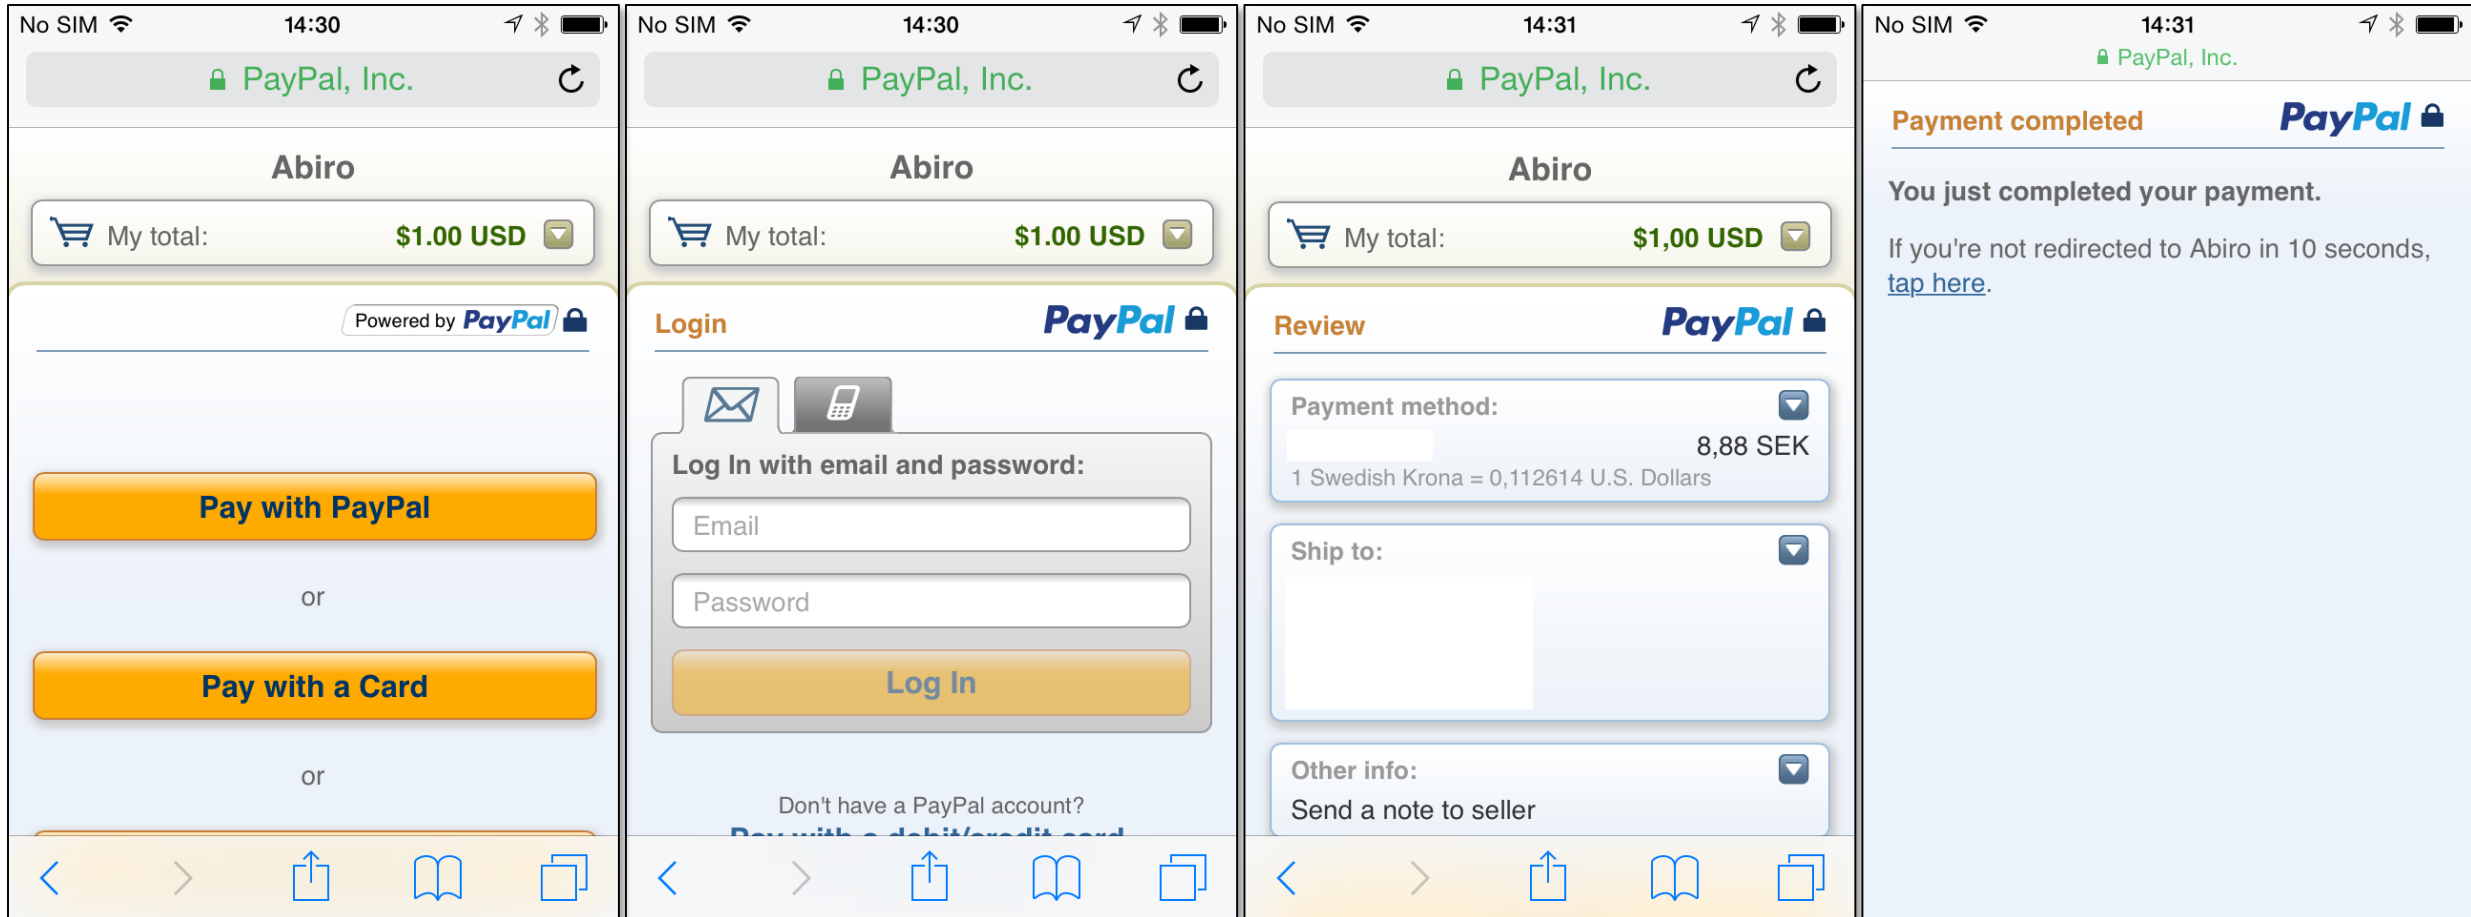 No SIM 14:30
PayPal, Inc.
Abiro
My total: $1.00 USD
Powered by PayPal
Pay with PayPal
or
Pay with a Card
or
No SIM 14:30
PayPal, Inc.
Abiro
My total: $1.00 USD
Login PayPal
Log In with email and password:
Email
Password
Log In
Don't have a PayPal account?
Pay with a debit/credit card
No SIM 14:31
PayPal, Inc.
Abiro
My total: $1,00 USD
Review PayPal
Payment method:
8,88 SEK
1 Swedish Krona = 0,112614 U.S. Dollars
Ship to:
Other info:
Send a note to seller
No SIM 14:31
PayPal, Inc.
Payment completed PayPal
You just completed your payment.
If you're not redirected to Abiro in 10 seconds,
tap here.